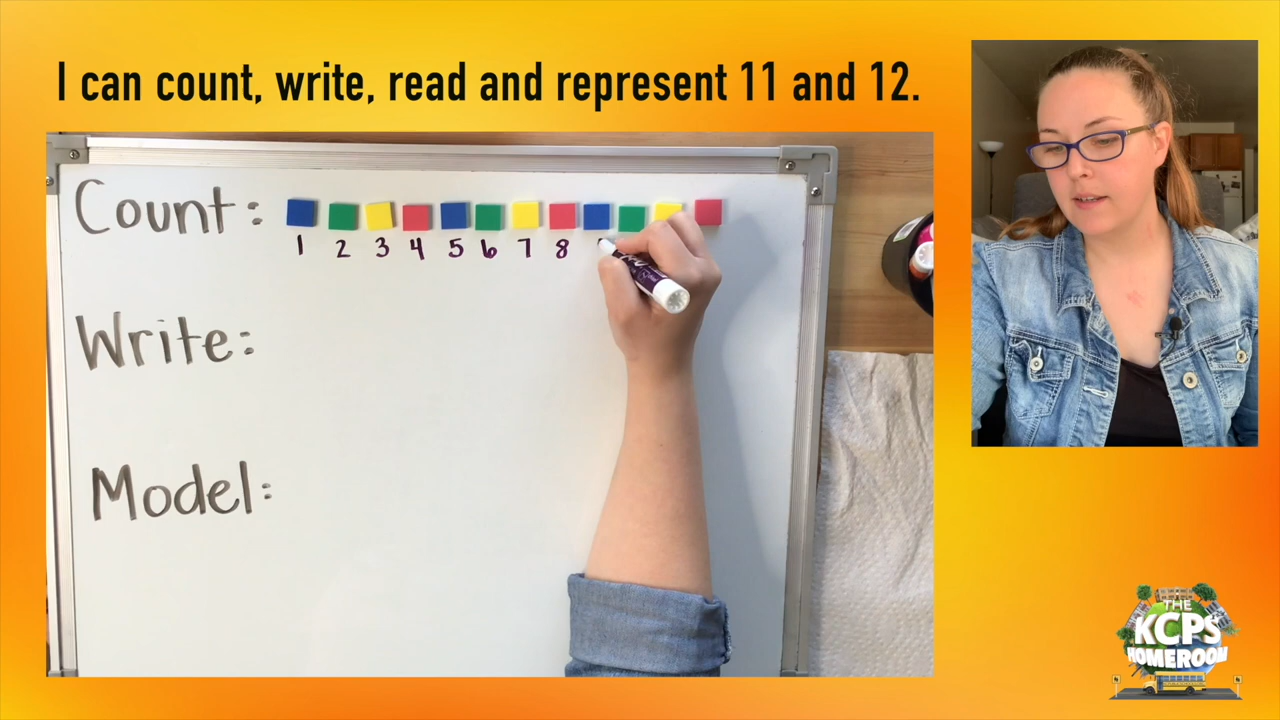 I can count, write, read and represent 11 and 12.
Count:
1 2 3 4 5 6 7 8
Write:
Model:
THE
KCPS
HOMEROOM